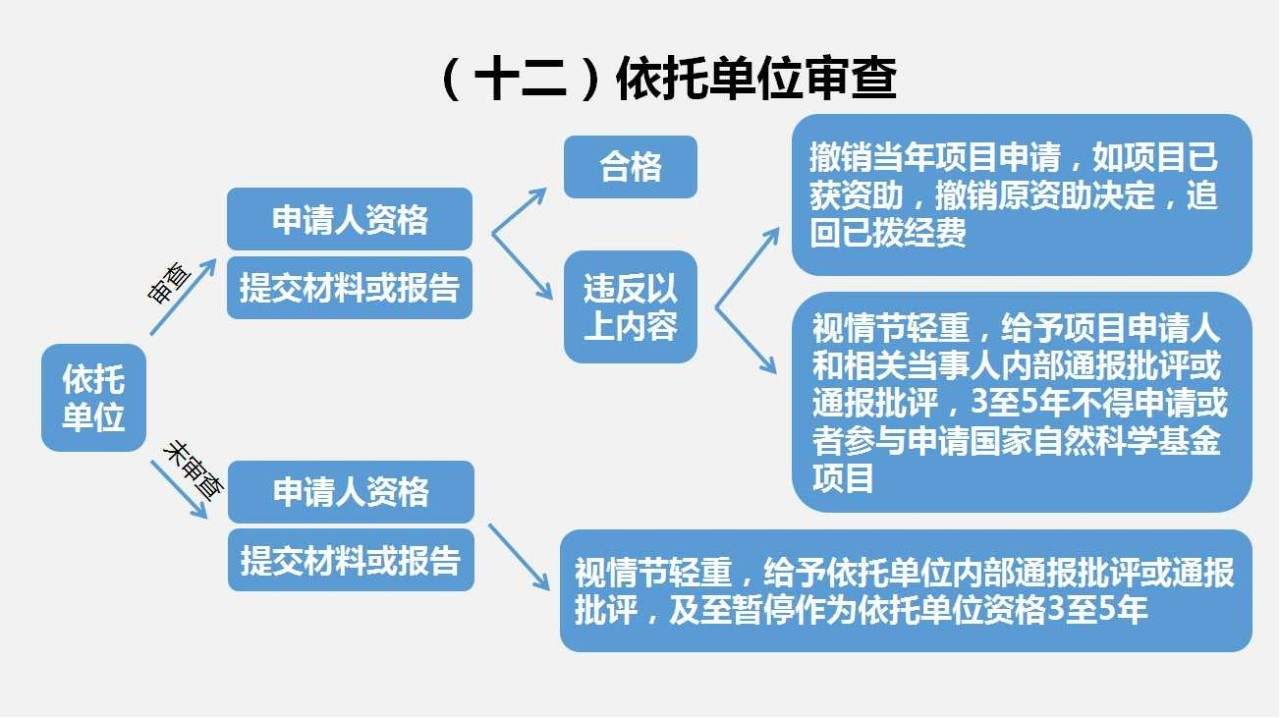 （十二）依托单位审查
合格
撤销当年项目申请，如项目已
获资助，撤销原资助决定，追
回已拨经费
申请人资格
提交材料或报告
审查
违反以
上内容
视情节轻重，给予项目申请人
和相关当事人内部通报批评或
通报批评，3至5年不得申请或
者参与申请国家自然科学基金
项目
依托
单位
未审查
申请人资格
提交材料或报告
视情节轻重，给予依托单位内部通报批评或通报
批评，及至暂停作为依托单位资格3至5年